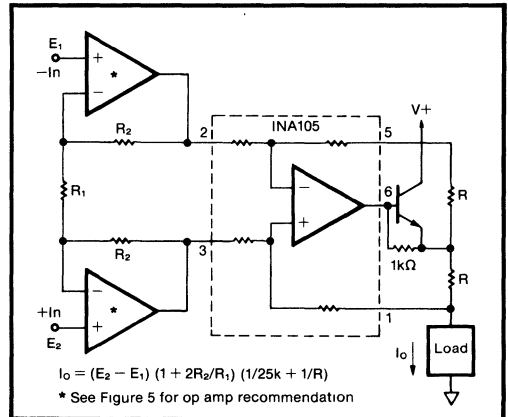 E₁
−In
+
−
*
R₂
2
INA105
5
V+
R₁
−
+
6
R
1kΩ
R₂
3
R
1
−
+
*
+In
E₂
I₀
Load
I₀ = (E₂ − E₁) (1 + 2R₂/R₁) (1/25k + 1/R)
* See Figure 5 for op amp recommendation